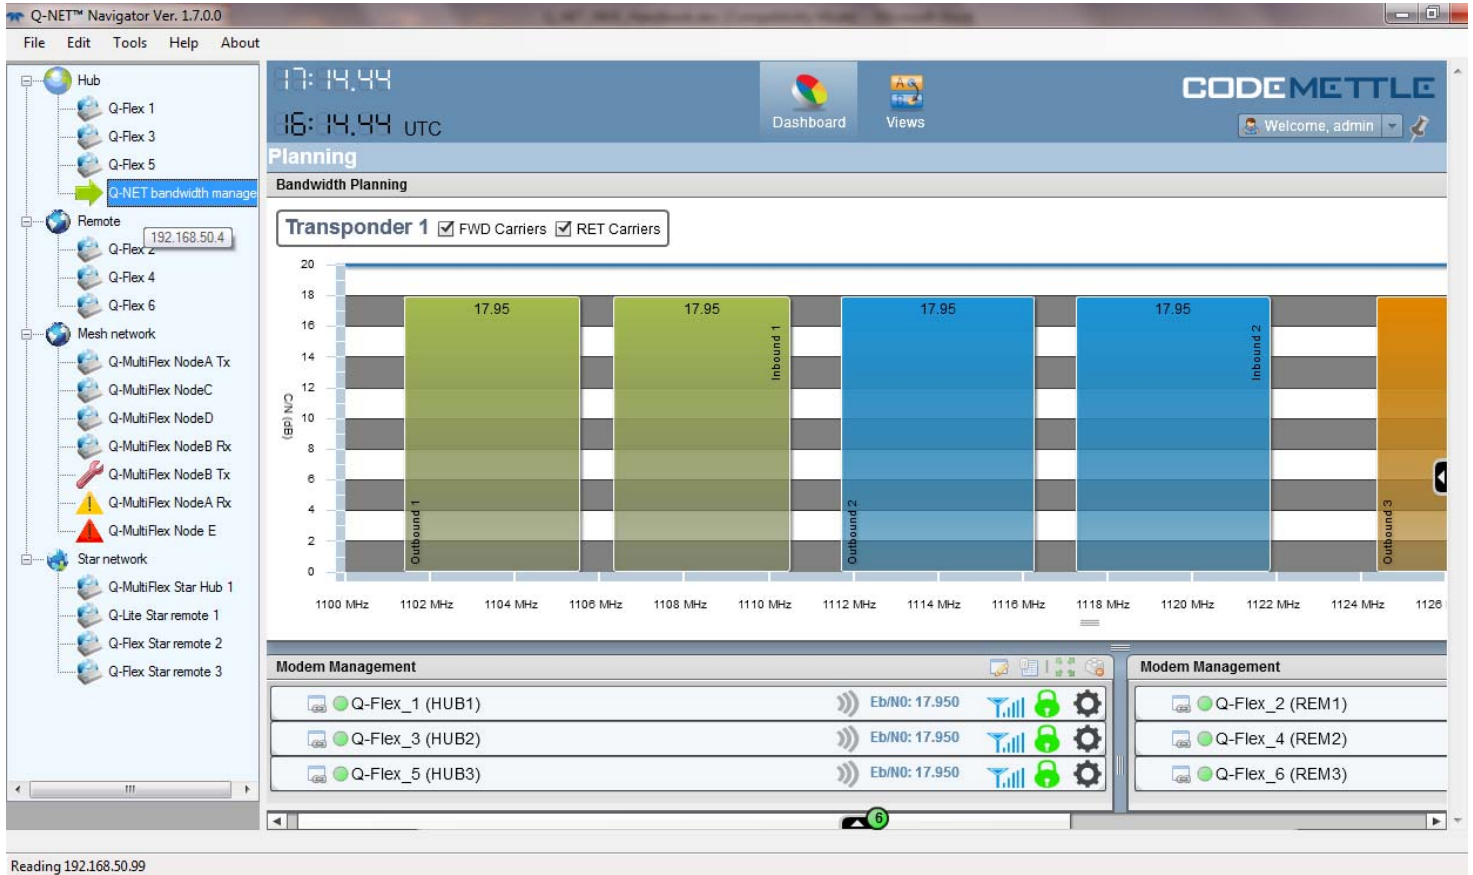 Q-NET™ Navigator Ver. 1.7.0.0
File Edit Tools Help About
Hub
Q-Flex 1
Q-Flex 3
Q-Flex 5
Q-NET bandwidth manage
Remote
192.168.50.4
Q-Flex 2
Q-Flex 4
Q-Flex 6
Mesh network
Q-MultiFlex NodeA Tx
Q-MultiFlex NodeC
Q-MultiFlex NodeD
Q-MultiFlex NodeB Rx
Q-MultiFlex NodeB Tx
Q-MultiFlex NodeA Rx
Q-MultiFlex Node E
Star network
Q-MultiFlex Star Hub 1
Q-Lite Star remote 1
Q-Flex Star remote 2
Q-Flex Star remote 3
17:14.44
16:14.44 UTC
Dashboard
Views
CODEMETTLE
Welcome, admin
Planning
Bandwidth Planning
Transponder 1 FWD Carriers RET Carriers
C/N (dB)
20
18
16
14
12
10
8
6
4
2
0
17.95 17.95 17.95 17.95
Outbound 1
Inbound 1
Outbound 2
Inbound 2
Outbound 3
1100 MHz 1102 MHz 1104 MHz 1106 MHz 1108 MHz 1110 MHz 1112 MHz 1114 MHz 1116 MHz 1118 MHz 1120 MHz 1122 MHz 1124 MHz 1126
Modem Management
Q-Flex_1 (HUB1) Eb/N0: 17.950
Q-Flex_3 (HUB2) Eb/N0: 17.950
Q-Flex_5 (HUB3) Eb/N0: 17.950
Modem Management
Q-Flex_2 (REM1)
Q-Flex_4 (REM2)
Q-Flex_6 (REM3)
6
Reading 192.168.50.99